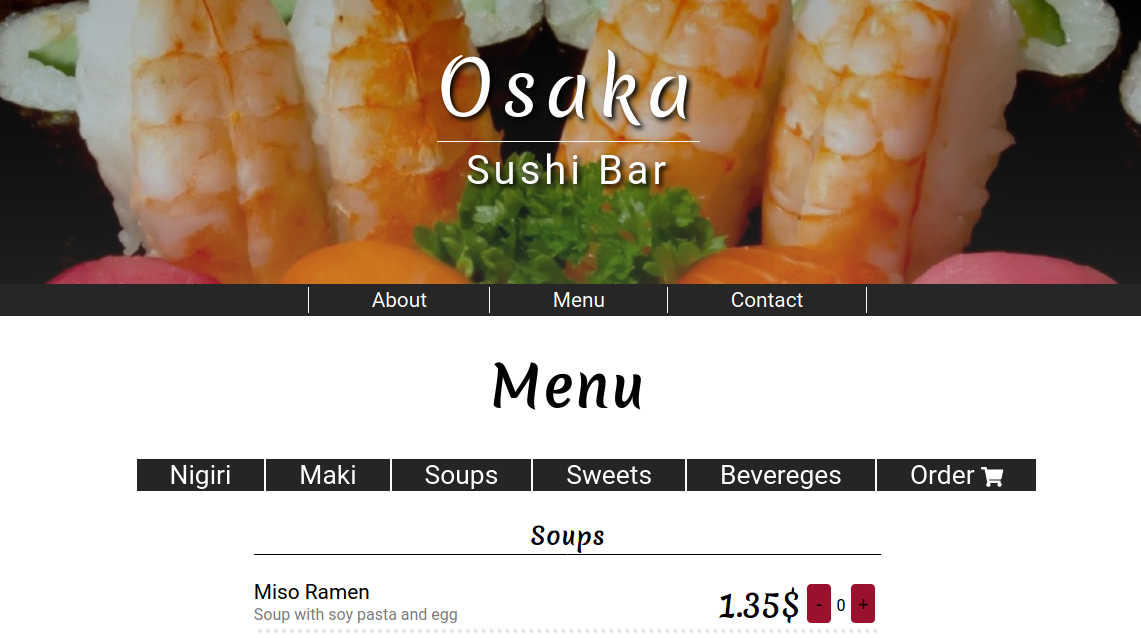 Osaka
Sushi Bar
About Menu Contact
Menu
Nigiri Maki Soups Sweets Bevereges Order
Soups
Miso Ramen 1.35$ - 0 +
Soup with soy pasta and egg